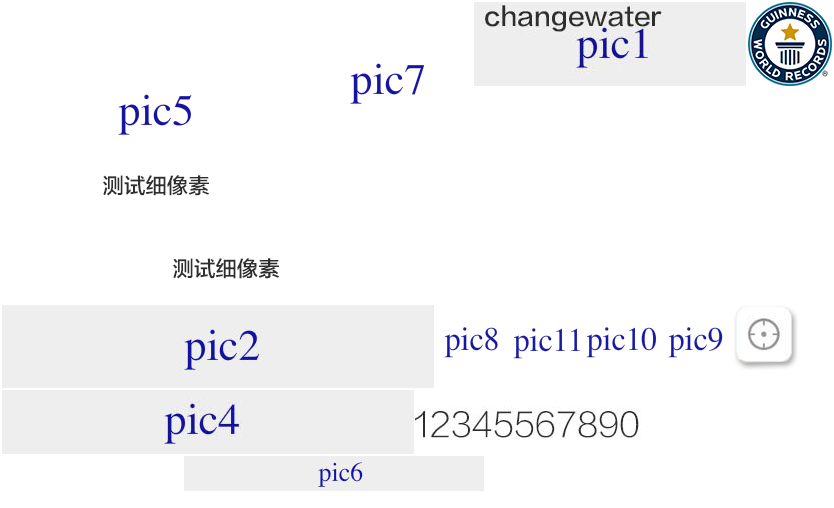 changewater
pic1
GUINNESS
WORLD RECORDS
®
pic7
pic5
测试细像素
测试细像素
pic2
pic8 pic11 pic10 pic9
pic4
12345567890
pic6